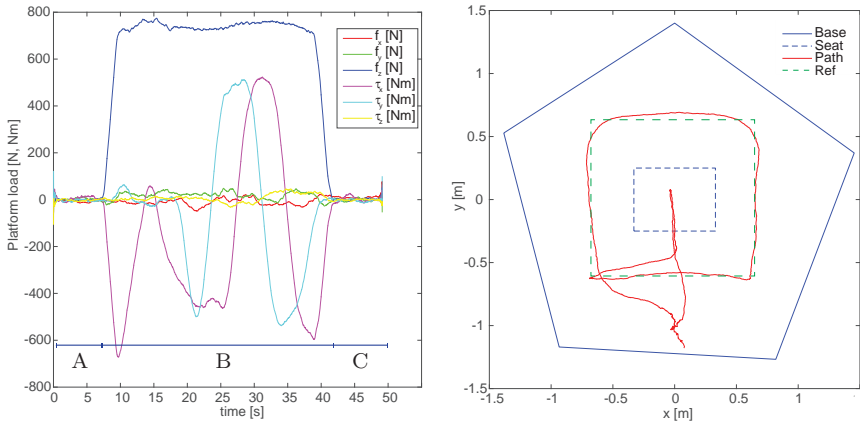 800
600
400
200
0
-200
-400
-600
-800
Platform load [N, Nm]
f_x [N]
f_y [N]
f_z [N]
τ_x [Nm]
τ_y [Nm]
τ_z [Nm]
A B C
0 5 10 15 20 25 30 35 40 45 50
time [s]
1.5
1
0.5
0
-0.5
-1
-1.5
y [m]
Base
Seat
Path
Ref
-1.5 -1 -0.5 0 0.5 1 1.5
x [m]